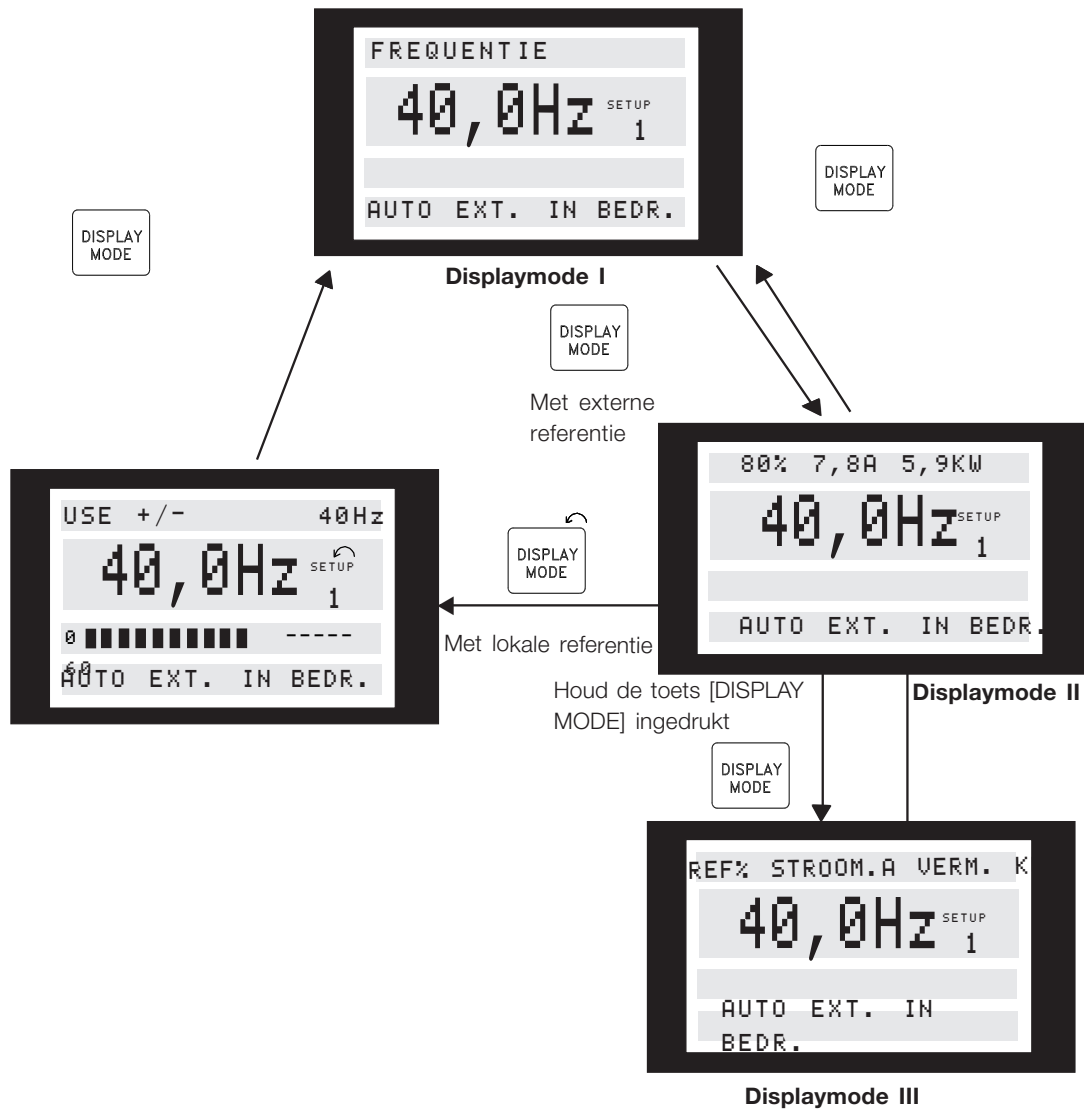 FREQUENTIE
40,0Hz SETUP
1
AUTO EXT. IN BEDR.
Displaymode I
DISPLAY
MODE
DISPLAY
MODE
DISPLAY
MODE
Met externe
referentie
80% 7,8A 5,9KW
40,0Hz SETUP
1
AUTO EXT. IN BEDR.
Displaymode II
USE +/- 40Hz
40,0Hz SETUP
1
0 -----
60
AUTO EXT. IN BEDR.
DISPLAY
MODE
Met lokale referentie
Houd de toets [DISPLAY
MODE] ingedrukt
DISPLAY
MODE
REF% STROOM.A VERM. K
40,0Hz SETUP
1
AUTO EXT. IN
BEDR.
Displaymode III